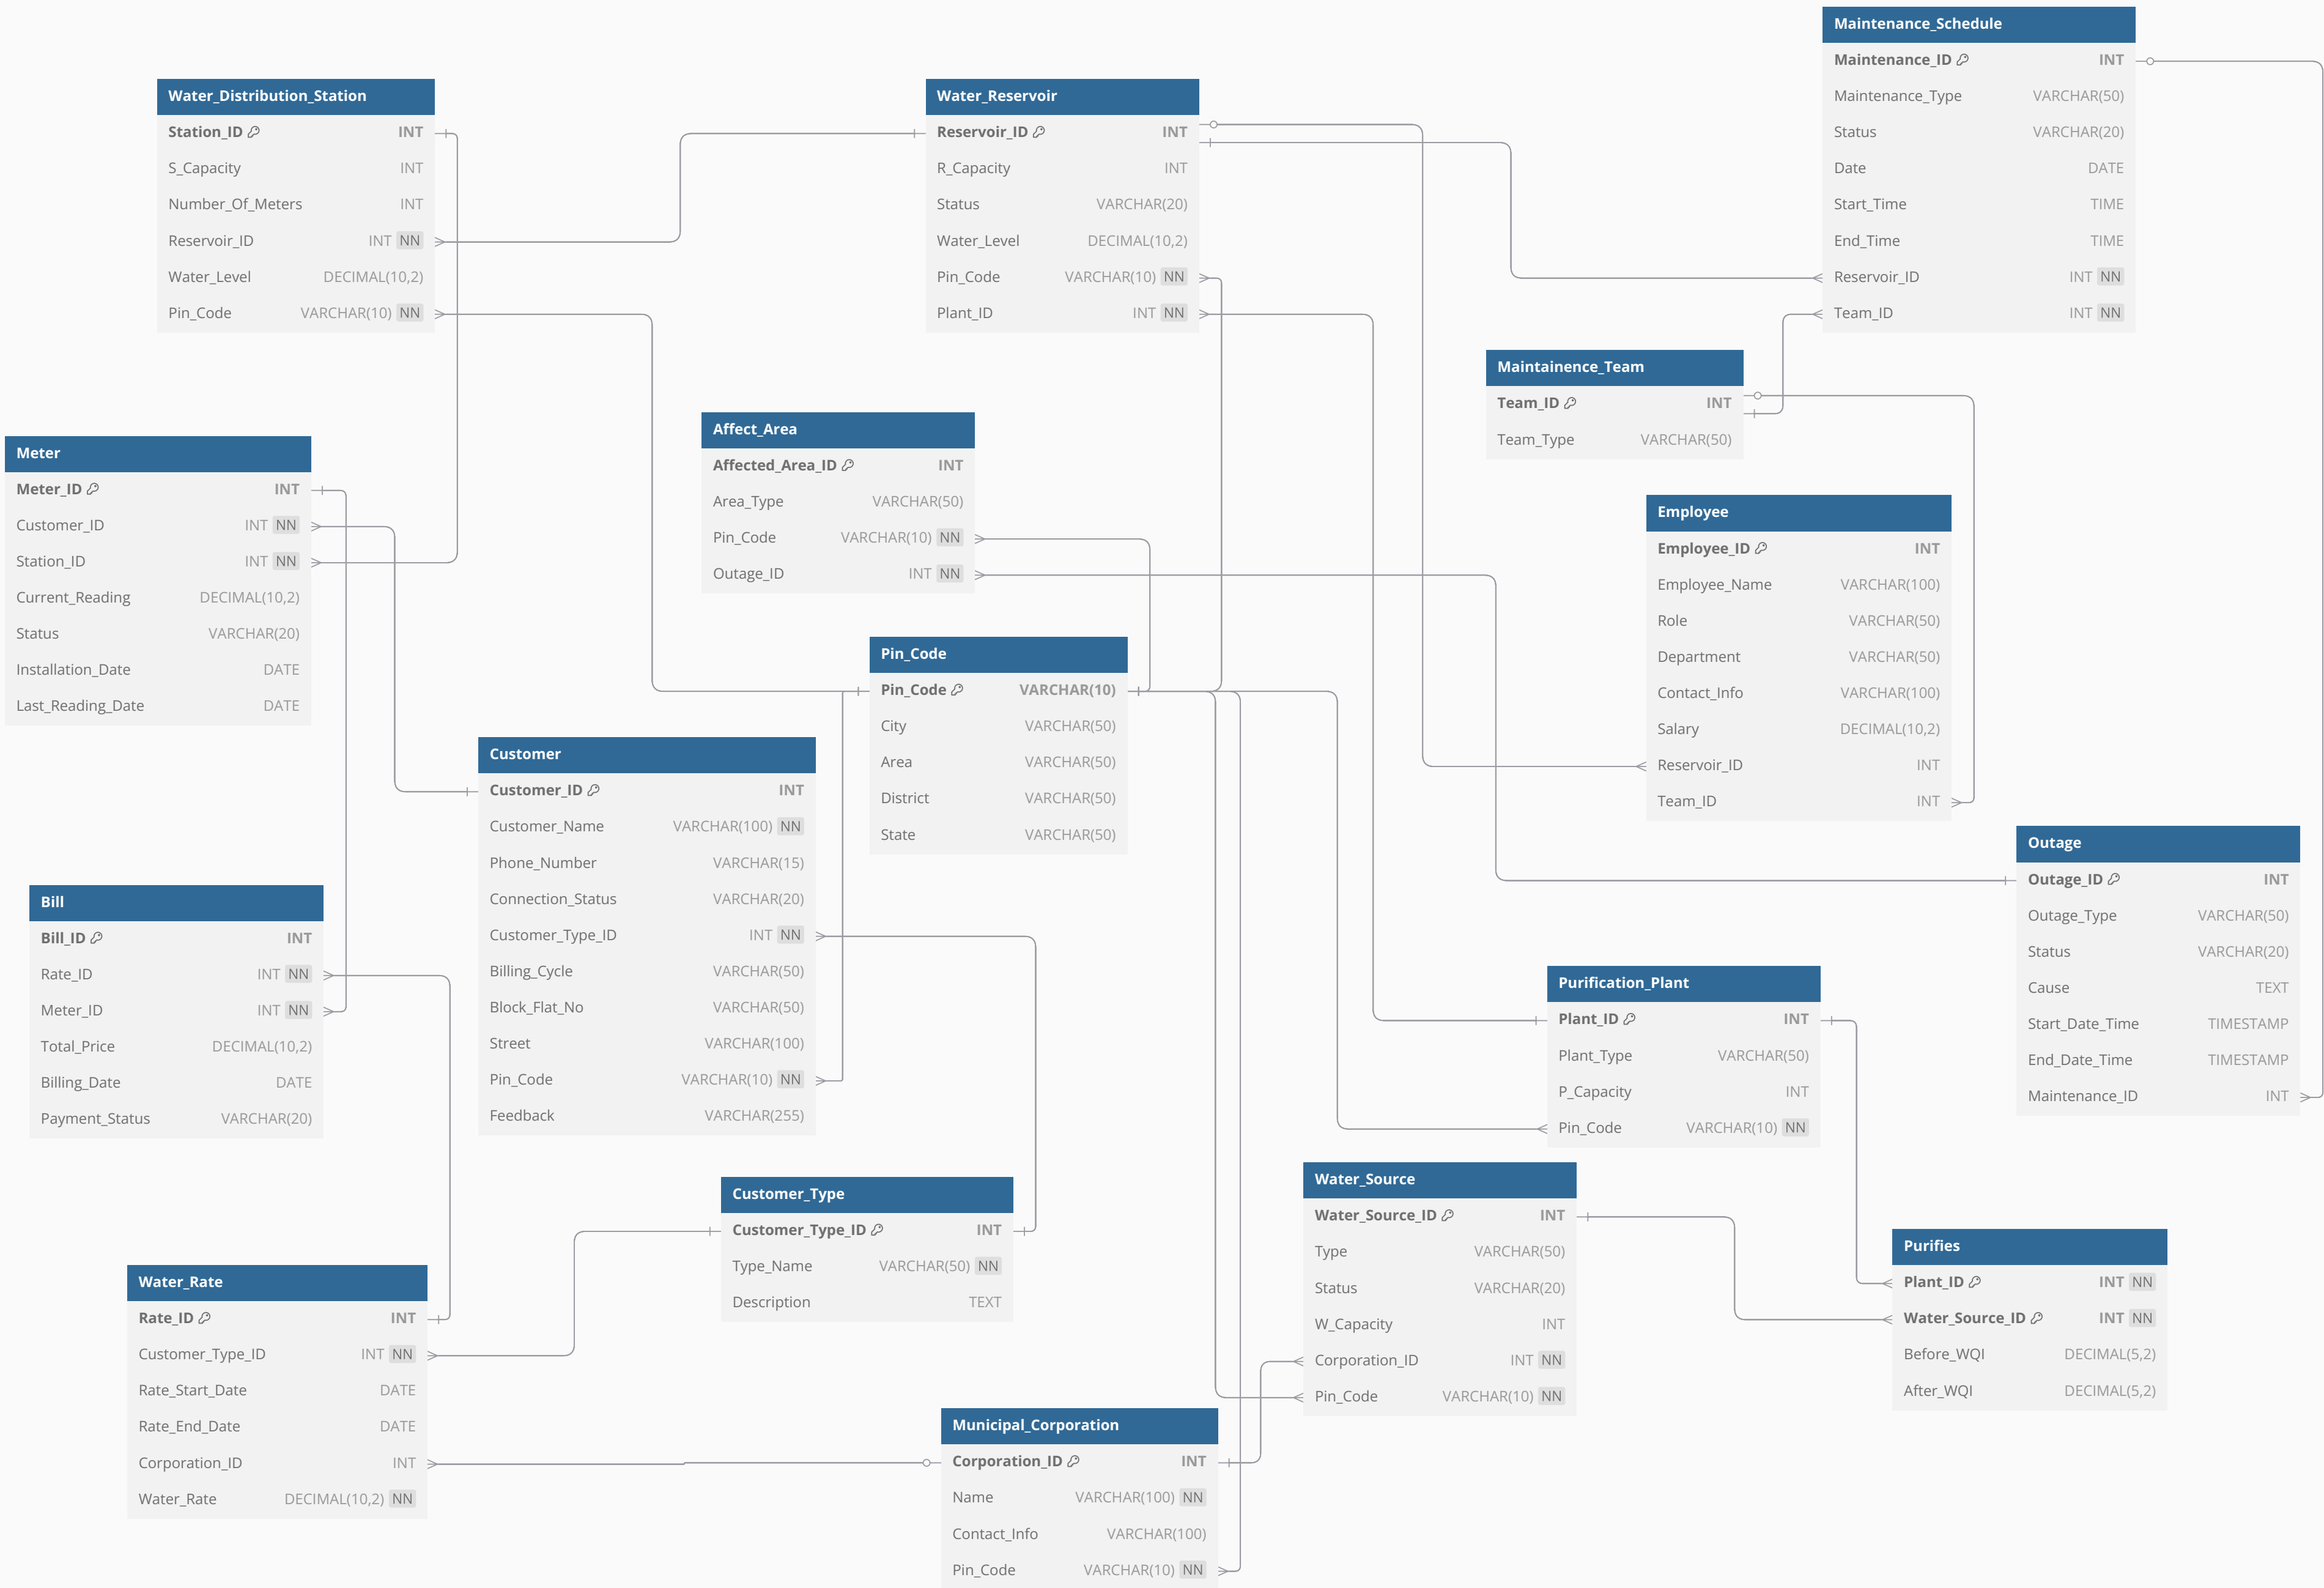 Maintenance_Schedule
Maintenance_ID INT
Maintenance_Type VARCHAR(50)
Status VARCHAR(20)
Date DATE
Start_Time TIME
End_Time TIME
Reservoir_ID INT NN
Team_ID INT NN
Water_Distribution_Station
Station_ID INT
S_Capacity INT
Number_Of_Meters INT
Reservoir_ID INT NN
Water_Level DECIMAL(10,2)
Pin_Code VARCHAR(10) NN
Water_Reservoir
Reservoir_ID INT
R_Capacity INT
Status VARCHAR(20)
Water_Level DECIMAL(10,2)
Pin_Code VARCHAR(10) NN
Plant_ID INT NN
Maintainence_Team
Team_ID INT
Team_Type VARCHAR(50)
Affect_Area
Affected_Area_ID INT
Area_Type VARCHAR(50)
Pin_Code VARCHAR(10) NN
Outage_ID INT NN
Meter
Meter_ID INT
Customer_ID INT NN
Station_ID INT NN
Current_Reading DECIMAL(10,2)
Status VARCHAR(20)
Installation_Date DATE
Last_Reading_Date DATE
Employee
Employee_ID INT
Employee_Name VARCHAR(100)
Role VARCHAR(50)
Department VARCHAR(50)
Contact_Info VARCHAR(100)
Salary DECIMAL(10,2)
Reservoir_ID INT
Team_ID INT
Pin_Code
Pin_Code VARCHAR(10)
City VARCHAR(50)
Area VARCHAR(50)
District VARCHAR(50)
State VARCHAR(50)
Customer
Customer_ID INT
Customer_Name VARCHAR(100) NN
Phone_Number VARCHAR(15)
Connection_Status VARCHAR(20)
Customer_Type_ID INT NN
Billing_Cycle VARCHAR(50)
Block_Flat_No VARCHAR(50)
Street VARCHAR(100)
Pin_Code VARCHAR(10) NN
Feedback VARCHAR(255)
Outage
Outage_ID INT
Outage_Type VARCHAR(50)
Status VARCHAR(20)
Cause TEXT
Start_Date_Time TIMESTAMP
End_Date_Time TIMESTAMP
Maintenance_ID INT
Bill
Bill_ID INT
Rate_ID INT NN
Meter_ID INT NN
Total_Price DECIMAL(10,2)
Billing_Date DATE
Payment_Status VARCHAR(20)
Purification_Plant
Plant_ID INT
Plant_Type VARCHAR(50)
P_Capacity INT
Pin_Code VARCHAR(10) NN
Customer_Type
Customer_Type_ID INT
Type_Name VARCHAR(50) NN
Description TEXT
Water_Source
Water_Source_ID INT
Type VARCHAR(50)
Status VARCHAR(20)
W_Capacity INT
Corporation_ID INT NN
Pin_Code VARCHAR(10) NN
Purifies
Plant_ID INT NN
Water_Source_ID INT NN
Before_WQI DECIMAL(5,2)
After_WQI DECIMAL(5,2)
Water_Rate
Rate_ID INT
Customer_Type_ID INT NN
Rate_Start_Date DATE
Rate_End_Date DATE
Corporation_ID INT
Water_Rate DECIMAL(10,2) NN
Municipal_Corporation
Corporation_ID INT
Name VARCHAR(100) NN
Contact_Info VARCHAR(100)
Pin_Code VARCHAR(10) NN